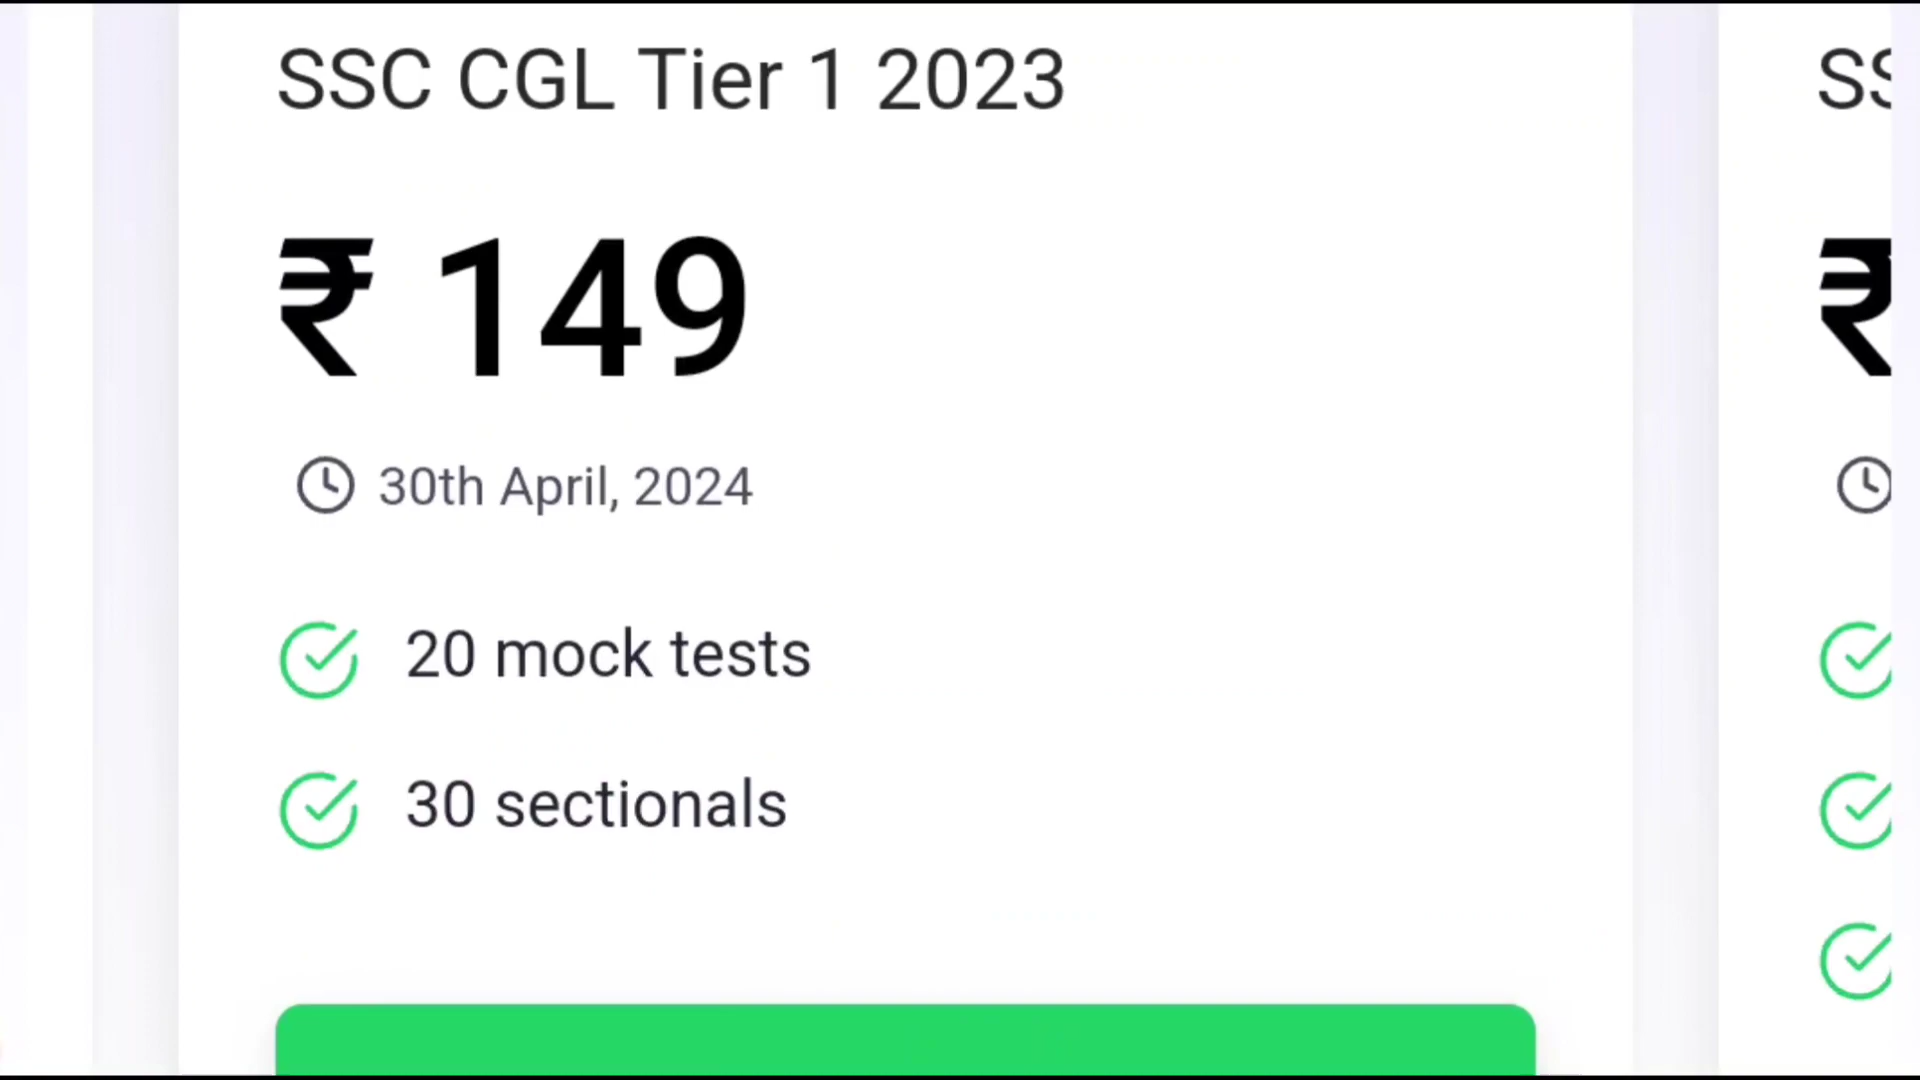 SSC CGL Tier 1 2023
₹ 149
30th April, 2024
20 mock tests
30 sectionals
₹